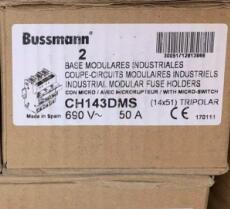 Bussmann
2
BASE MODULARES INDUSTRIALES
COUPE-CIRCUITS MODULAIRES INDUSTRIELS
INDUSTRIAL MODULAR FUSE HOLDERS
CON MICRO / AVEC MICRORUPTEUR / WITH MICRO-SWITCH
CH143DMS (14x51) TRIPOLAR
Made in Spain 690 V~ 50 A CE 170111